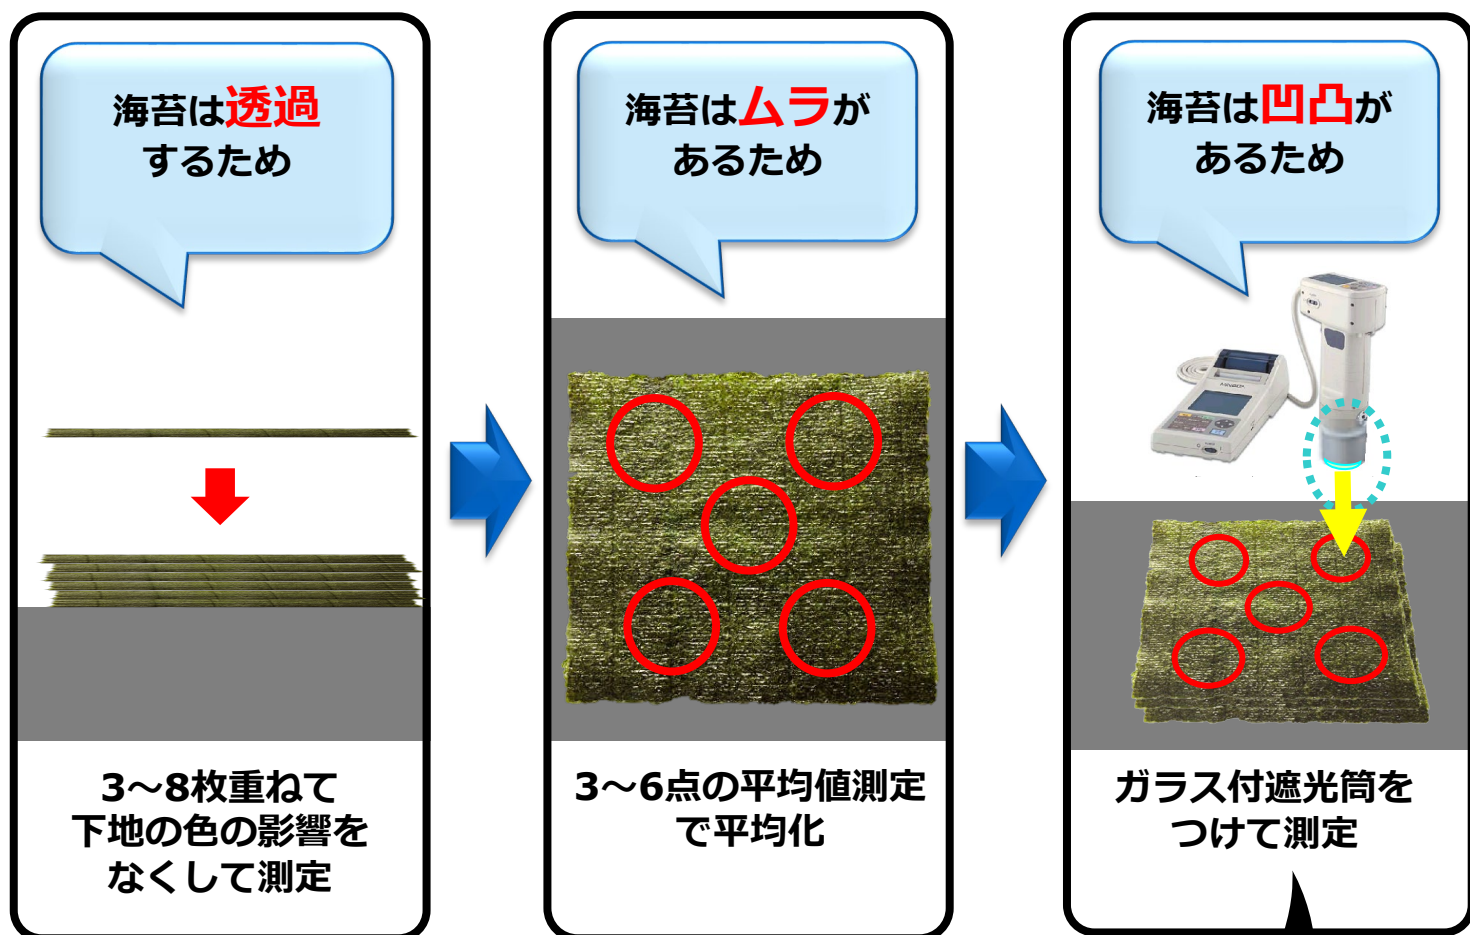 海苔は透過
するため
海苔はムラが
あるため
海苔は凹凸が
あるため
3～8枚重ねて
下地の色の影響を
なくして測定
3～6点の平均値測定
で平均化
ガラス付遮光筒を
つけて測定